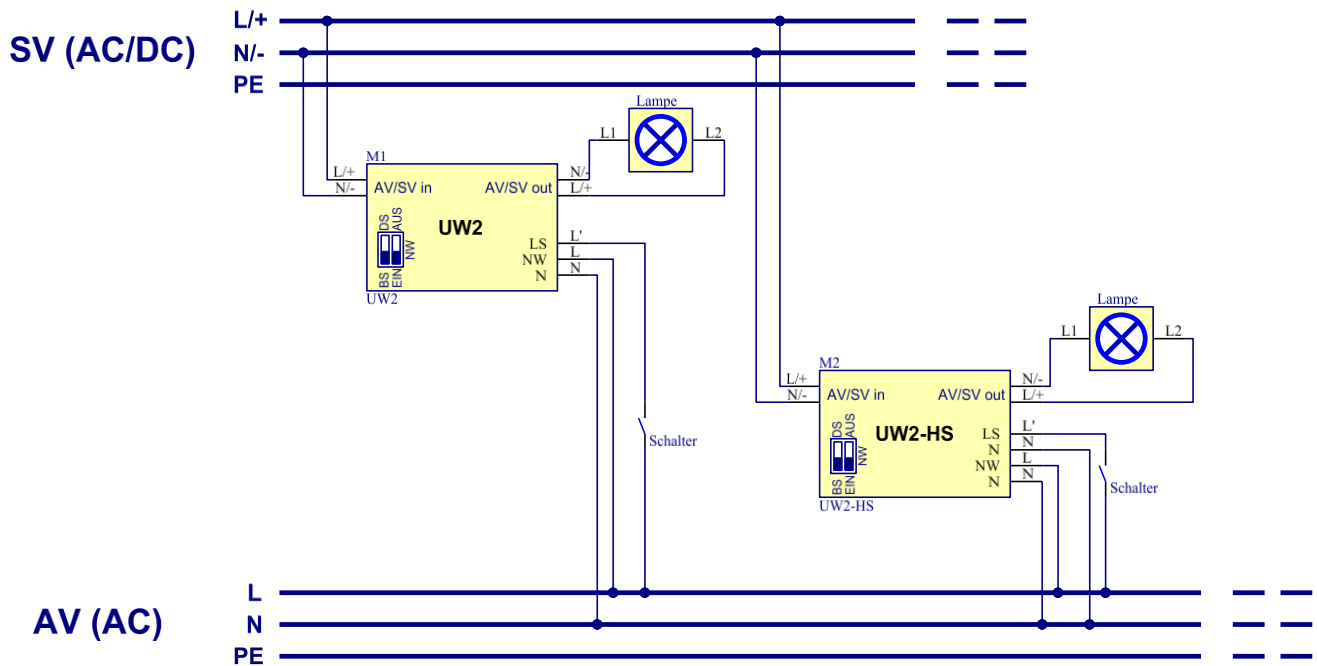 L/+
SV (AC/DC)
N/-
PE
Lampe
L1
L2
M1
L/+
N/-
AV/SV in
AV/SV out
N/-
L/+
UW2
DS
AUS
NW
BS
EIN
LS
L'
NW
L
N
N
UW2
Schalter
Lampe
L1
L2
M2
L/+
N/-
AV/SV in
AV/SV out
N/-
L/+
UW2-HS
DS
AUS
NW
BS
EIN
LS
L'
N
N
NW
L
N
N
UW2-HS
Schalter
L
AV (AC)
N
PE